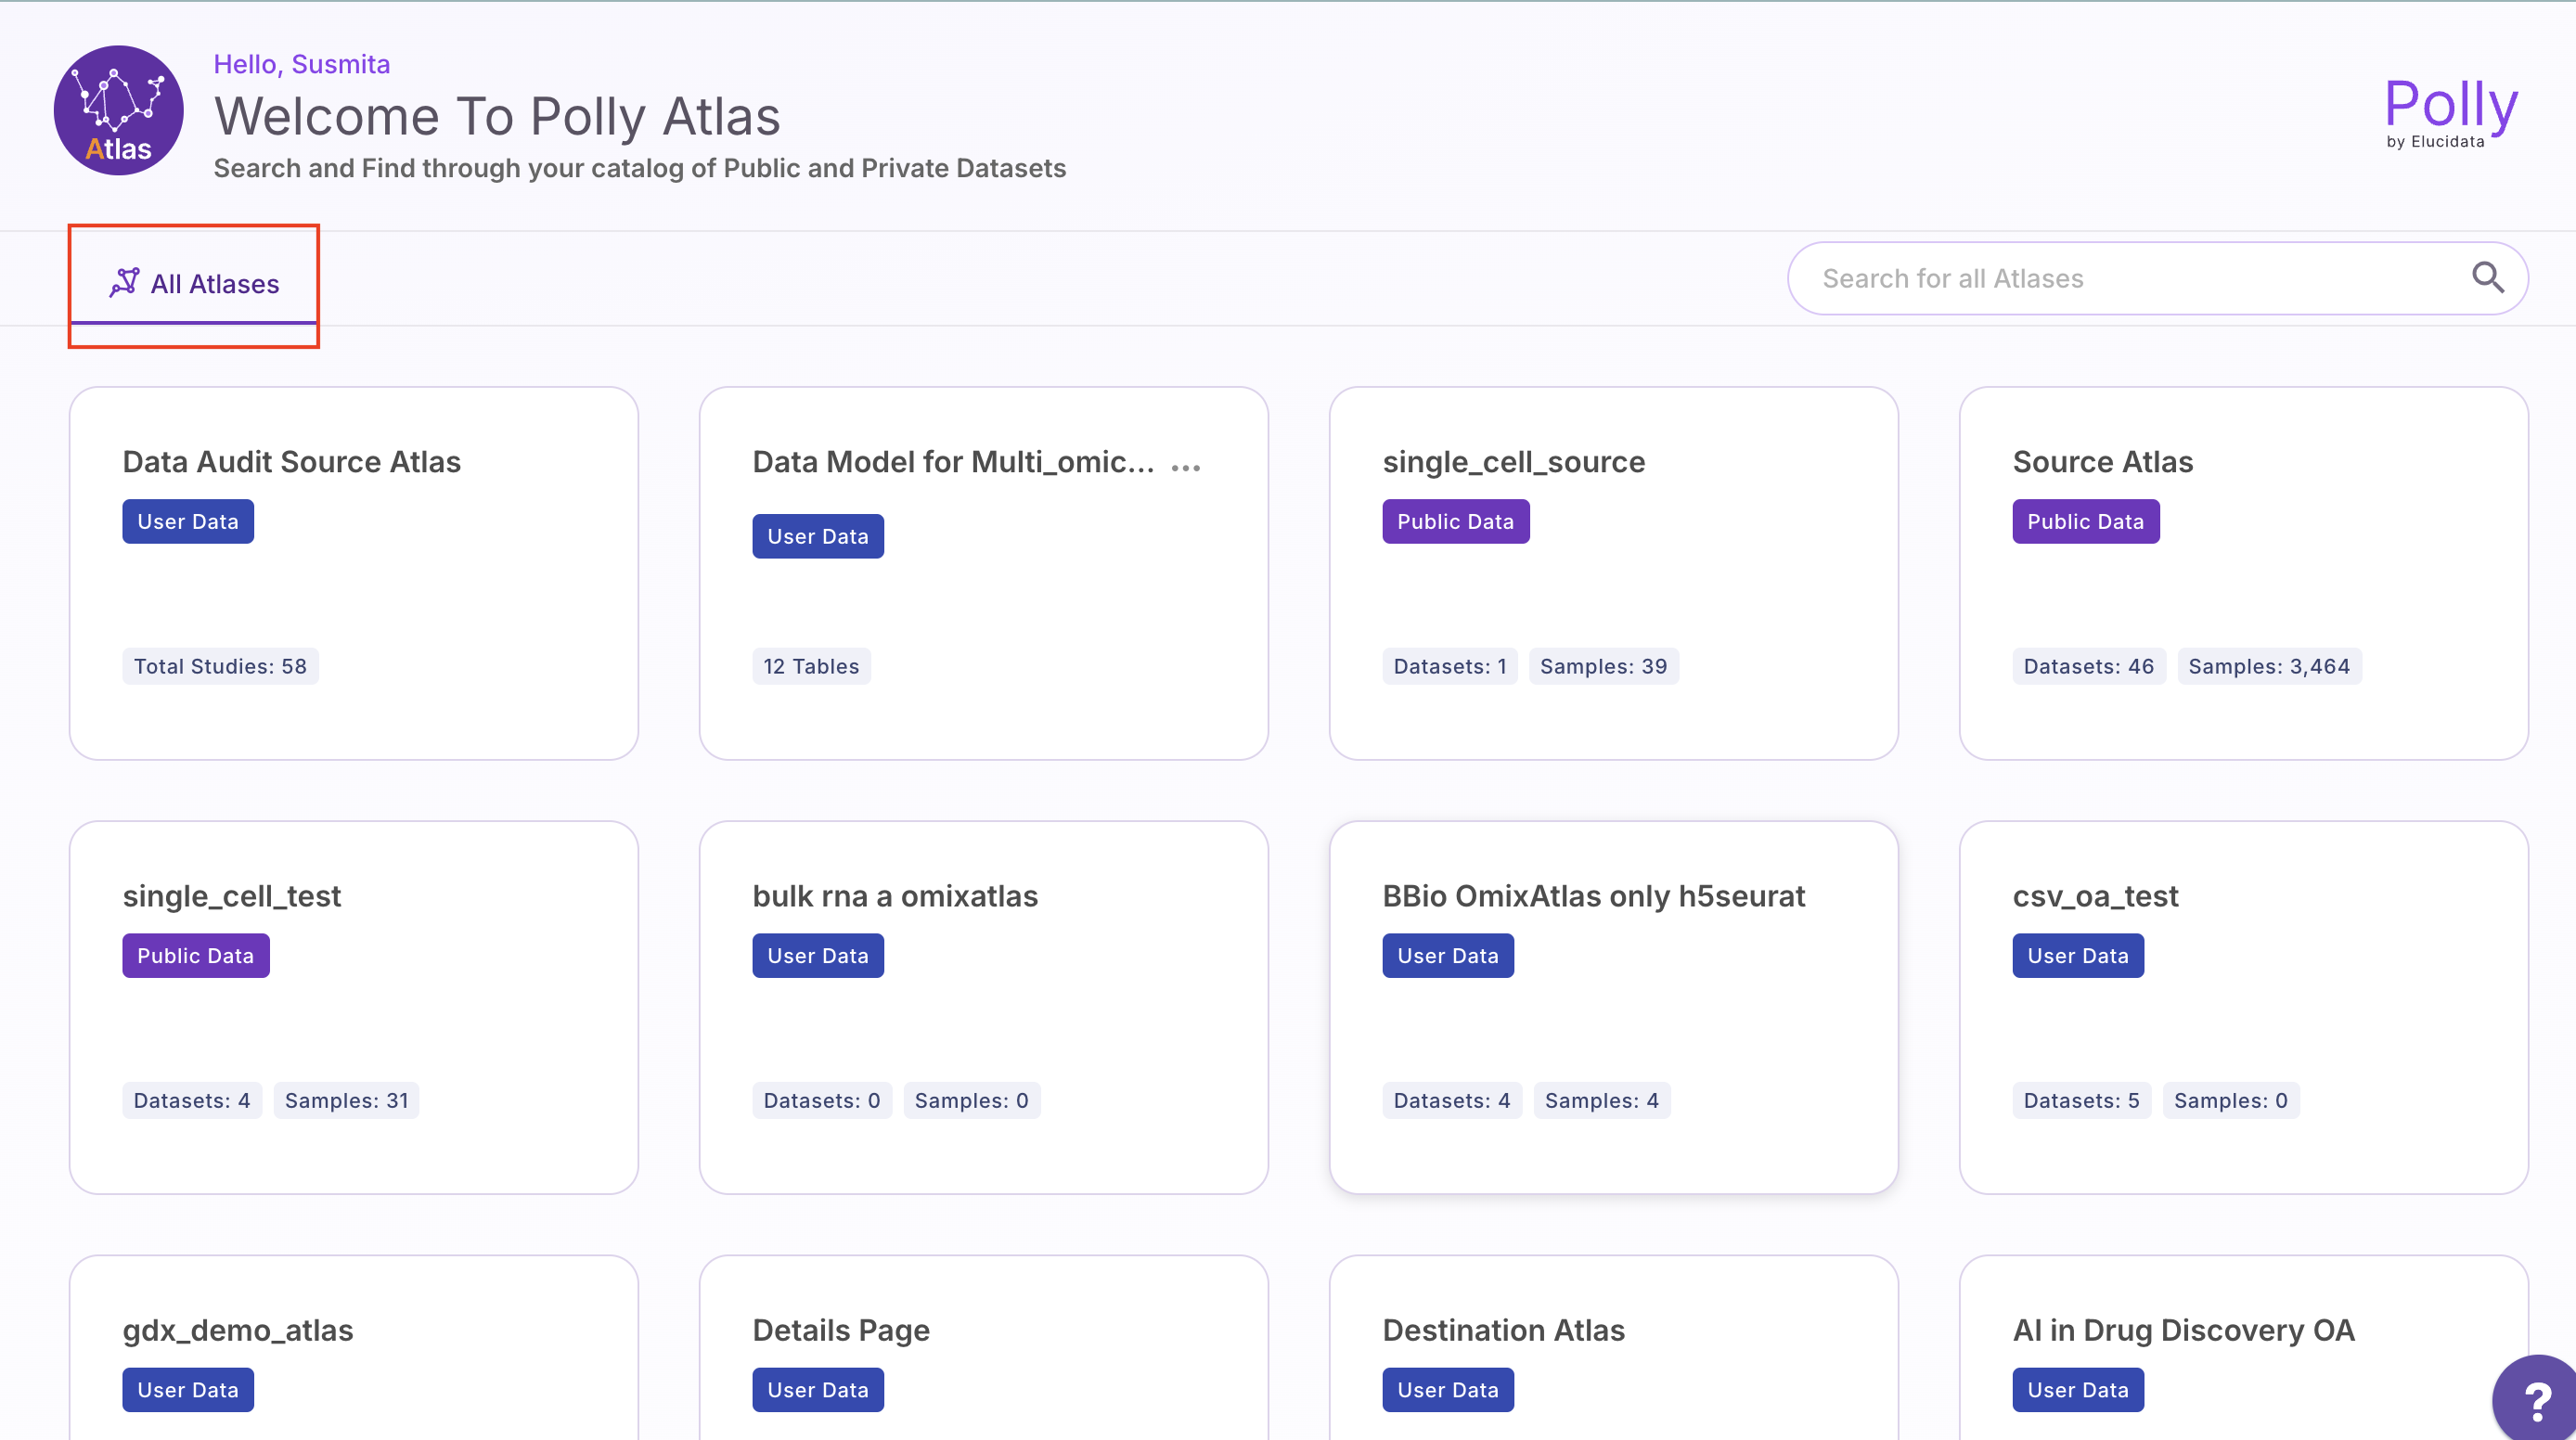 Hello, Susmita
Welcome To Polly Atlas
Search and Find through your catalog of Public and Private Datasets
Atlas
Polly
by Elucidata
All Atlases
Search for all Atlases
Data Audit Source Atlas
User Data
Total Studies: 58
Data Model for Multi_omic... ...
User Data
12 Tables
single_cell_source
Public Data
Datasets: 1 Samples: 39
Source Atlas
Public Data
Datasets: 46 Samples: 3,464
single_cell_test
Public Data
Datasets: 4 Samples: 31
bulk rna a omixatlas
User Data
Datasets: 0 Samples: 0
BBio OmixAtlas only h5seurat
User Data
Datasets: 4 Samples: 4
csv_oa_test
User Data
Datasets: 5 Samples: 0
gdx_demo_atlas
User Data
Details Page
User Data
Destination Atlas
User Data
AI in Drug Discovery OA
User Data
?